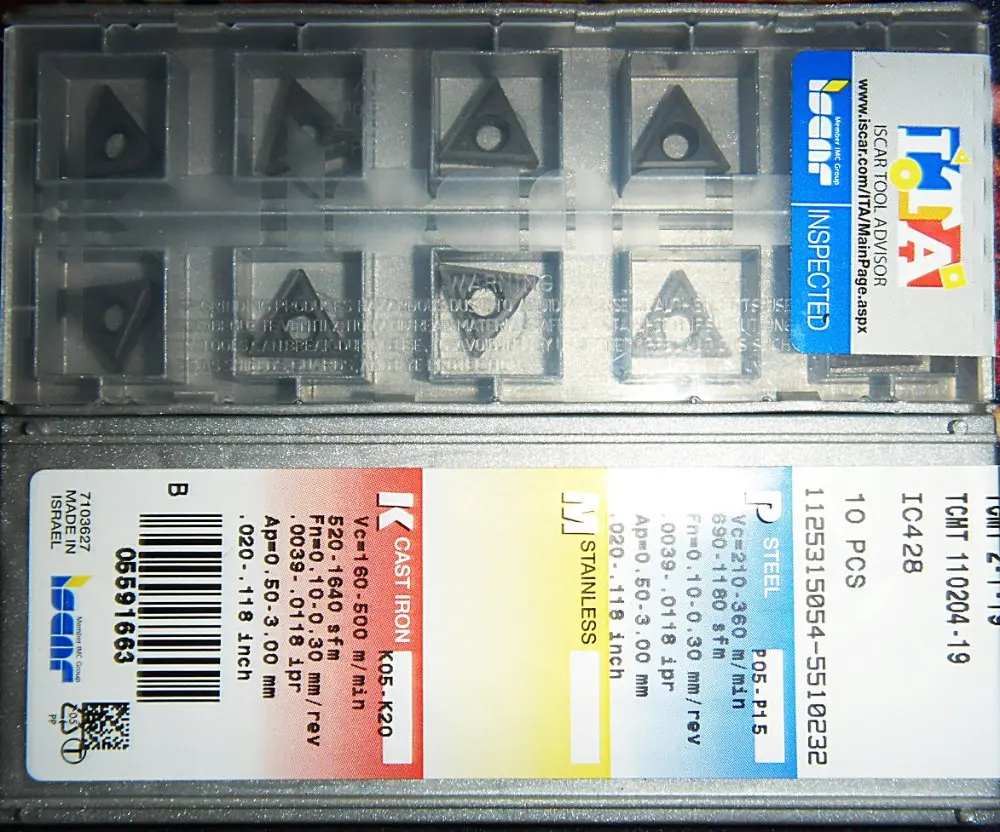 iscar
Member IMC Group
INSPECTED
ITA
ISCAR TOOL ADVISOR
www.iscar.com/ITA/MainPage.aspx
TCMT 110204-19
IC428
10 PCS
1125315054-5510232
P STEEL P05-P15
Vc=210-360 m/min
690-1180 sfm
Fn=0.10-0.30 mm/rev
.0039-.0118 ipr
Ap=0.50-3.00 mm
.020-.118 inch
M STAINLESS
K CAST IRON K05-K20
Vc=160-500 m/min
520-1640 sfm
Fn=0.10-0.30 mm/rev
.0039-.0118 ipr
Ap=0.50-3.00 mm
.020-.118 inch
B
05591663
7103627
MADE IN
ISRAEL
iscar
Member IMC Group
PP